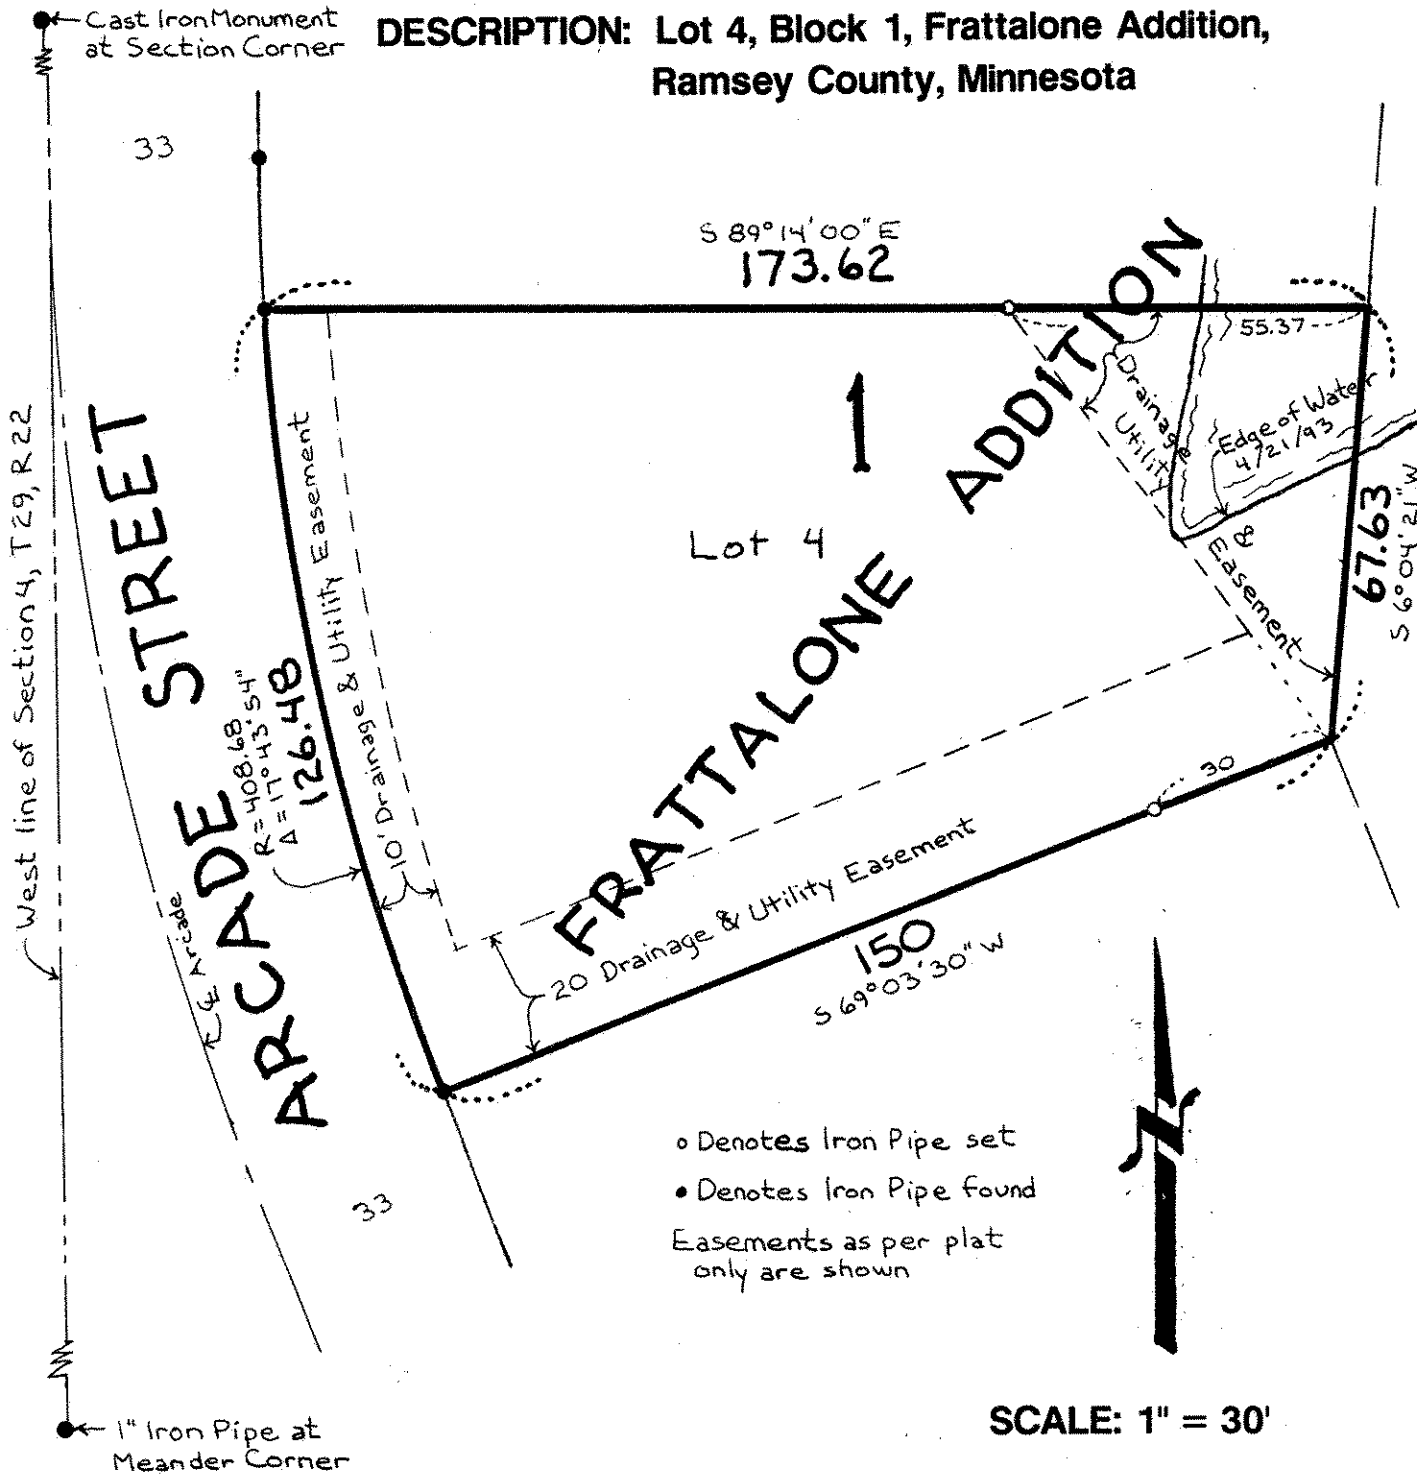 Cast Iron Monument
at Section Corner
DESCRIPTION: Lot 4, Block 1, Frattalone Addition,
Ramsey County, Minnesota
33
S 89°14'00" E
173.62
55.37
Drainage
Utility
&
Easement
Edge of Water
4/21/93
1
Lot 4
FRATTALONE ADDITION
67.63
S 6°04'21" W
West line of Section 4, T29, R22
ARCADE STREET
R=408.68
Δ=17°43'54"
126.48
10' Drainage & Utility Easement
30
20 Drainage & Utility Easement
150
S 69°03'30" W
℄ Arcade
33
o Denotes Iron Pipe set
• Denotes Iron Pipe found
Easements as per plat
only are shown
N
SCALE: 1" = 30'
1" Iron Pipe at
Meander Corner